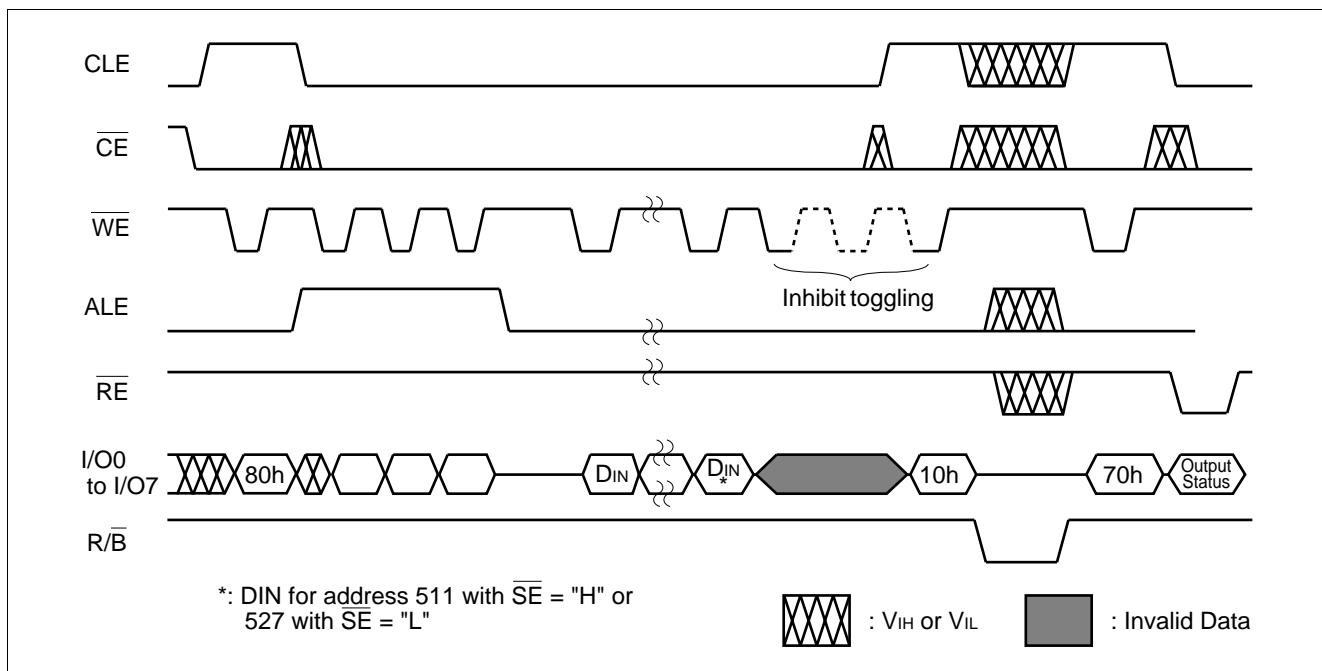 CLE
CE
WE
Inhibit toggling
ALE
RE
I/O0
to I/O7
80h
DIN
DIN
*
10h
70h
Output
Status
R/B
*: DIN for address 511 with SE = "H" or
527 with SE = "L"
: VIH or VIL
: Invalid Data